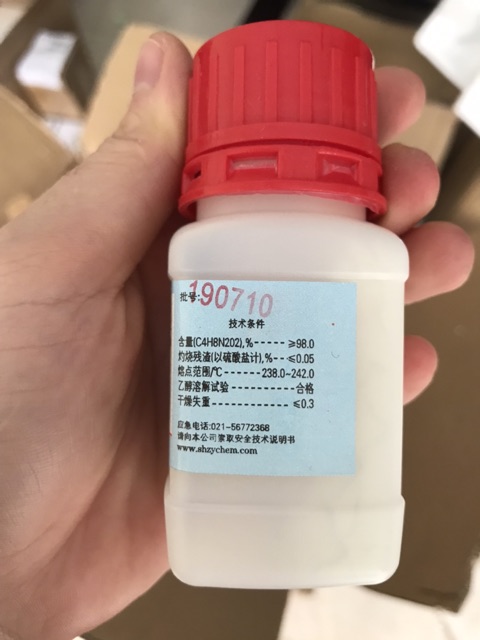 批号:190710
技术条件
含量(C4H8N2O2),%-----≥98.0
灼烧残渣(以硫酸盐计),%--≤0.05
熔点范围/℃-------238.0-242.0
乙醇溶解试验-----------合格
干燥失重-------------≤0.3
应急电话:021-56772368
请向本公司索取安全技术说明书
www.shzychem.com